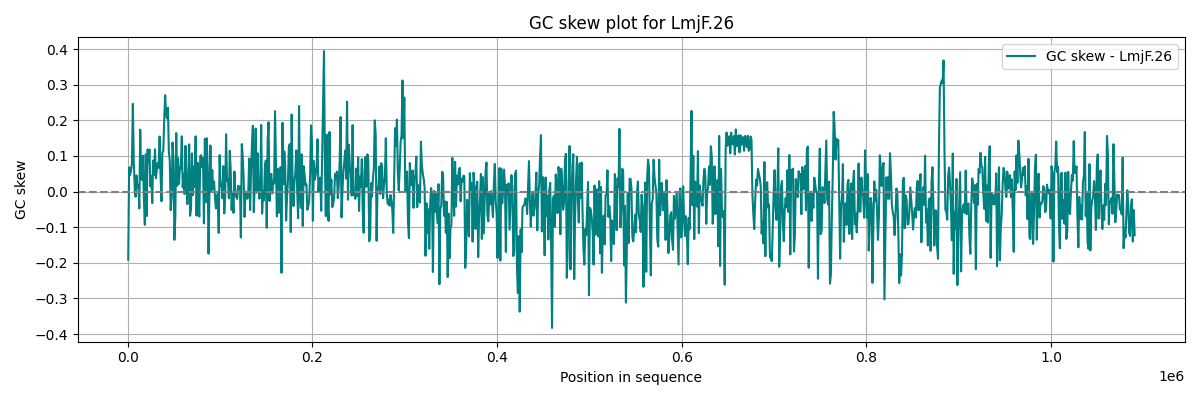 GC skew plot for LmjF.26
GC skew - LmjF.26
GC skew
0.4
0.3
0.2
0.1
0.0
−0.1
−0.2
−0.3
−0.4
0.0 0.2 0.4 0.6 0.8 1.0
1e6
Position in sequence